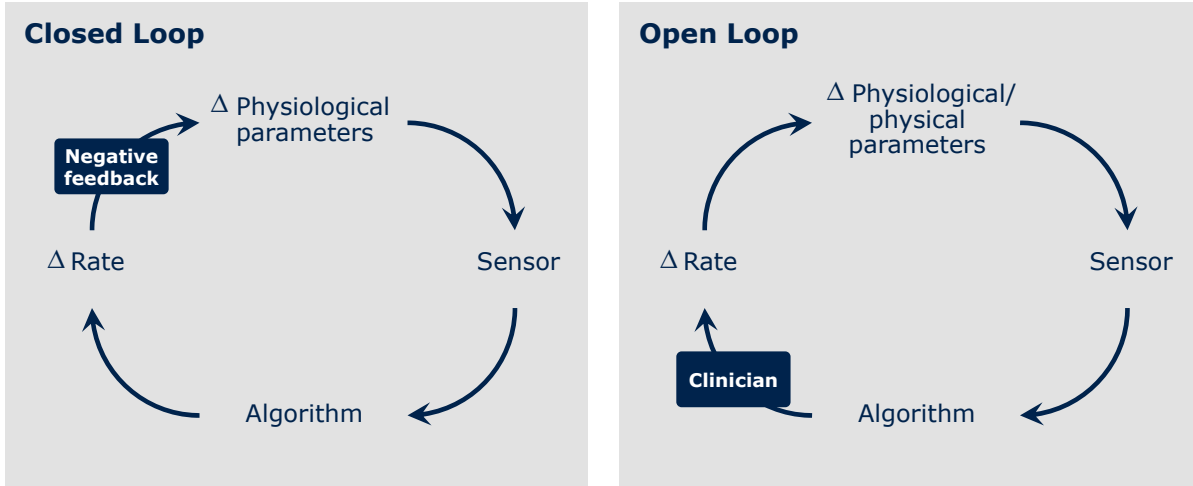 Closed Loop
Δ Physiological
parameters
Negative
feedback
Δ Rate
Sensor
Algorithm
Open Loop
Δ Physiological/
physical
parameters
Δ Rate
Sensor
Clinician
Algorithm